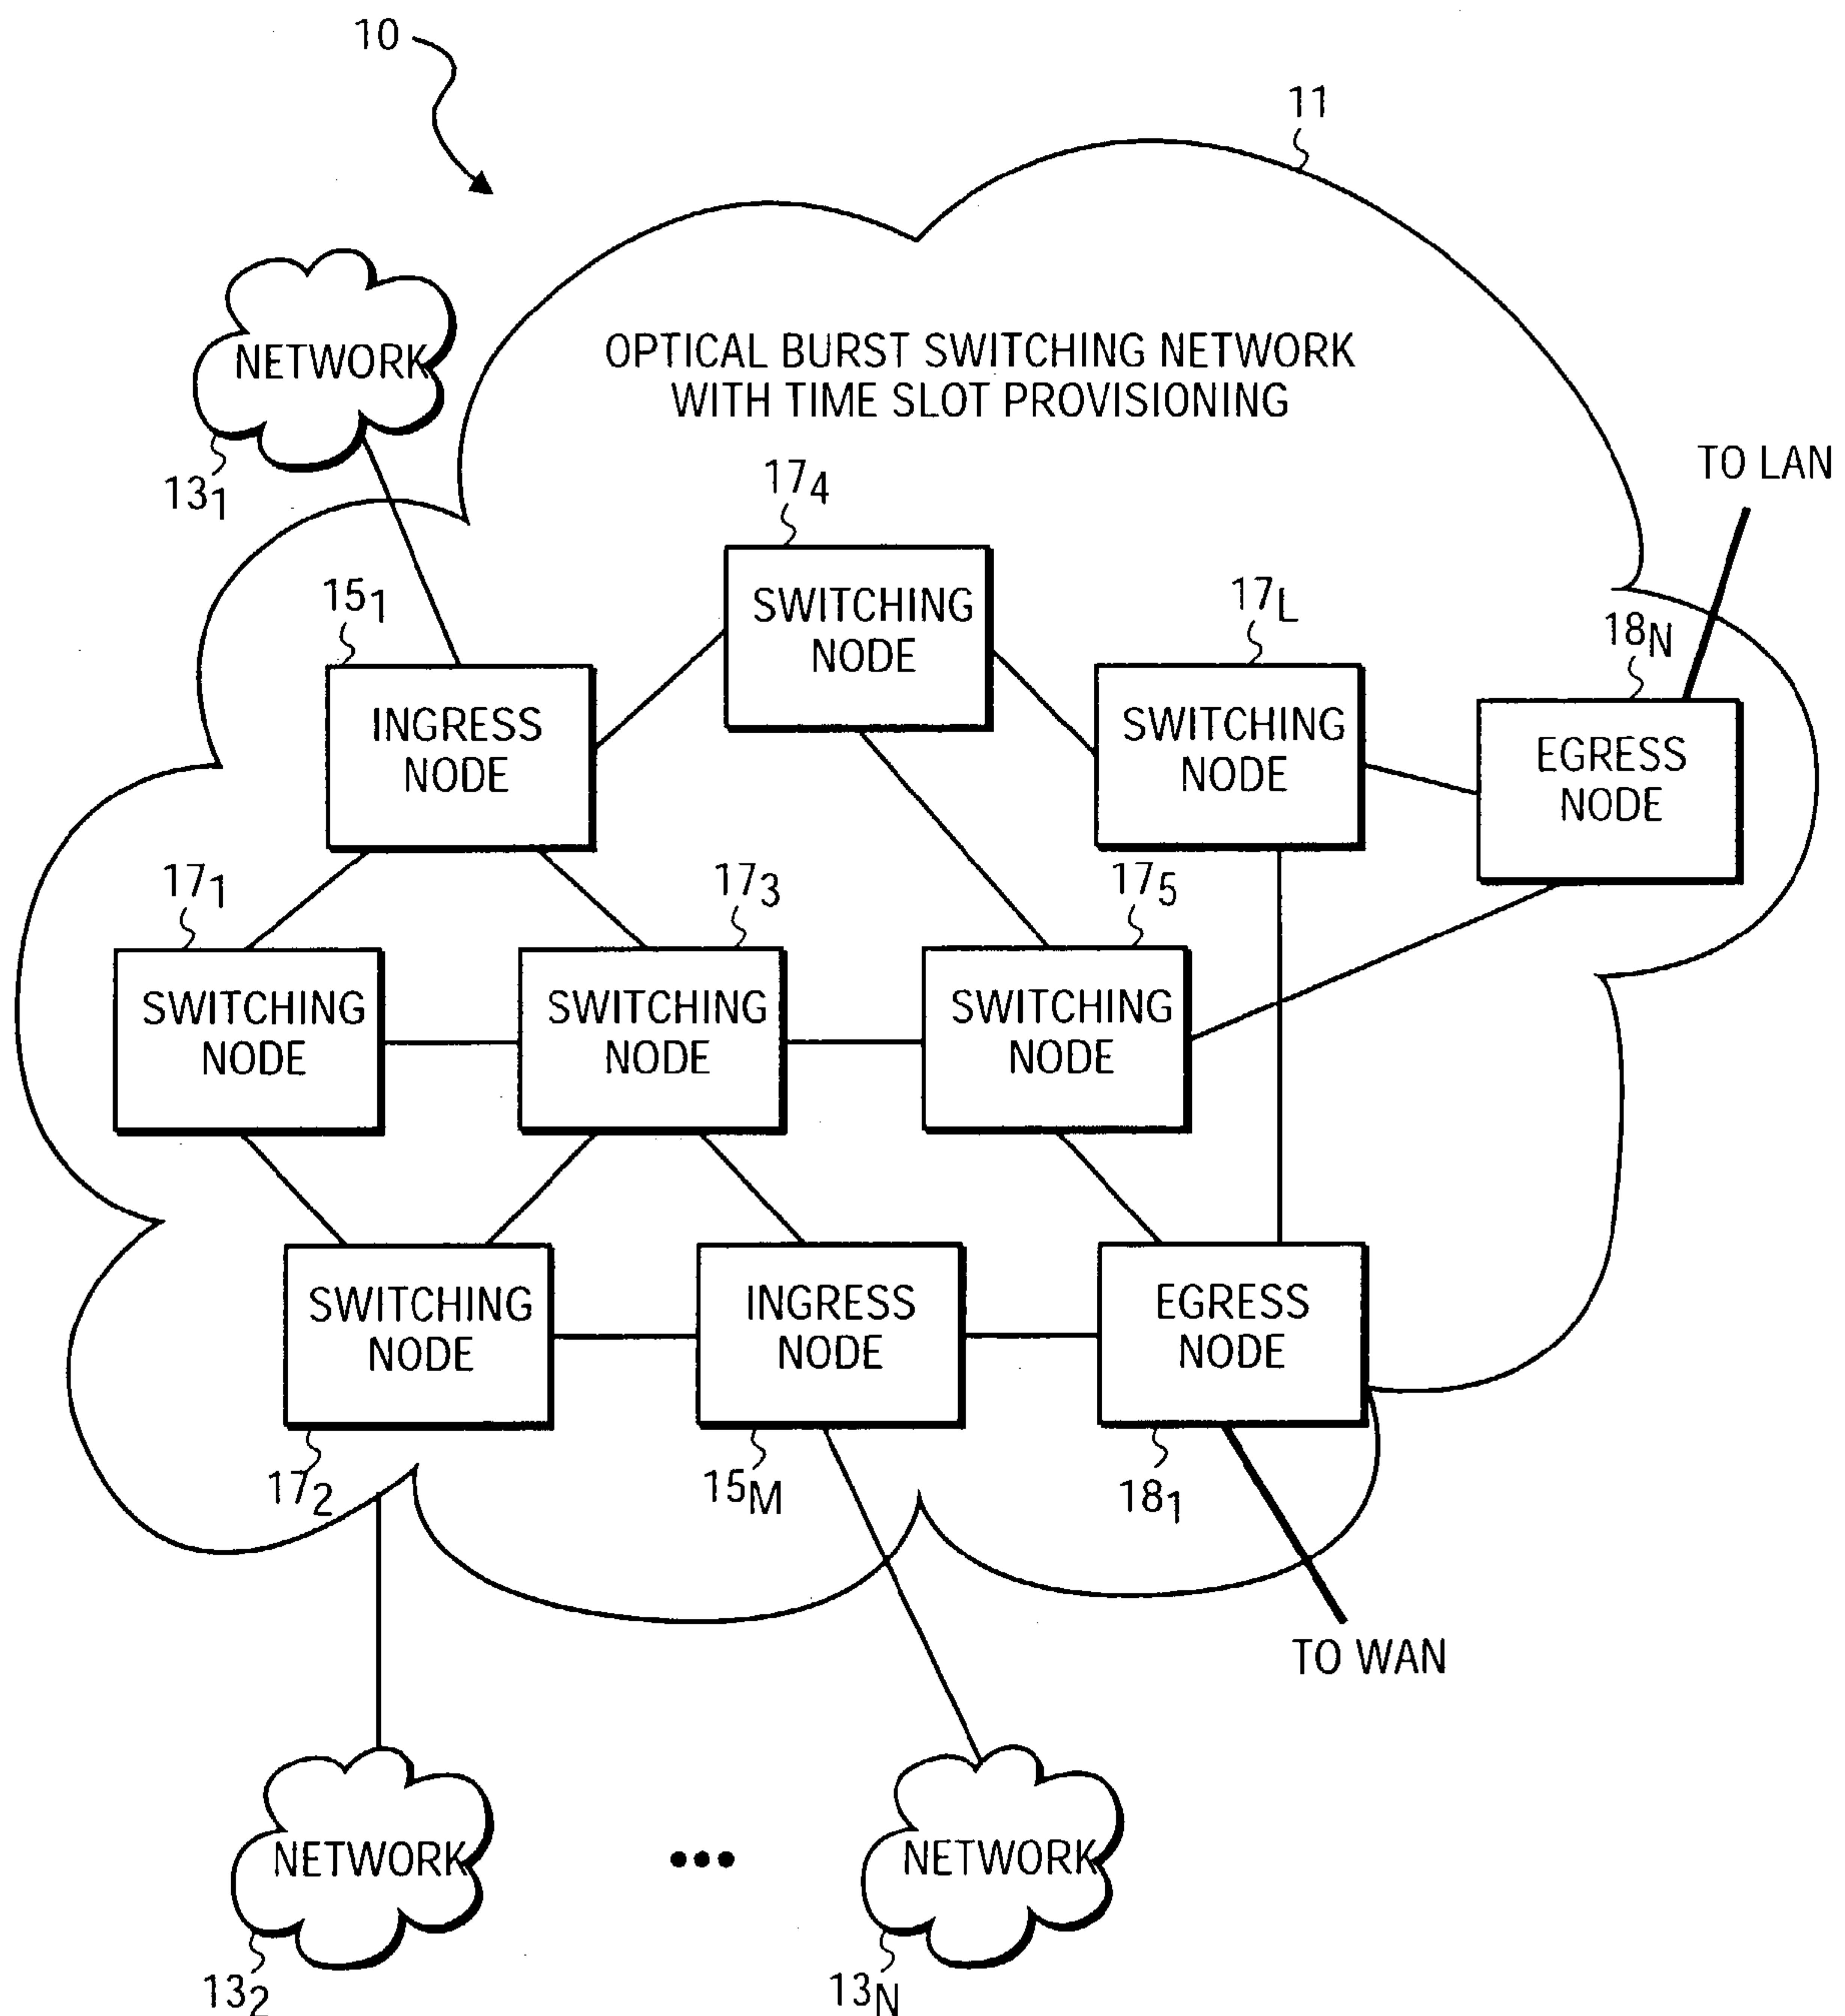 10
11
NETWORK
OPTICAL BURST SWITCHING NETWORK
WITH TIME SLOT PROVISIONING
TO LAN
13₁
17₄
15₁
SWITCHING
NODE
17L
18N
INGRESS
NODE
SWITCHING
NODE
EGRESS
NODE
17₁
17₃
17₅
SWITCHING
NODE
SWITCHING
NODE
SWITCHING
NODE
SWITCHING
NODE
INGRESS
NODE
EGRESS
NODE
17₂
15M
18₁
TO WAN
NETWORK
•••
NETWORK
13₂
13N